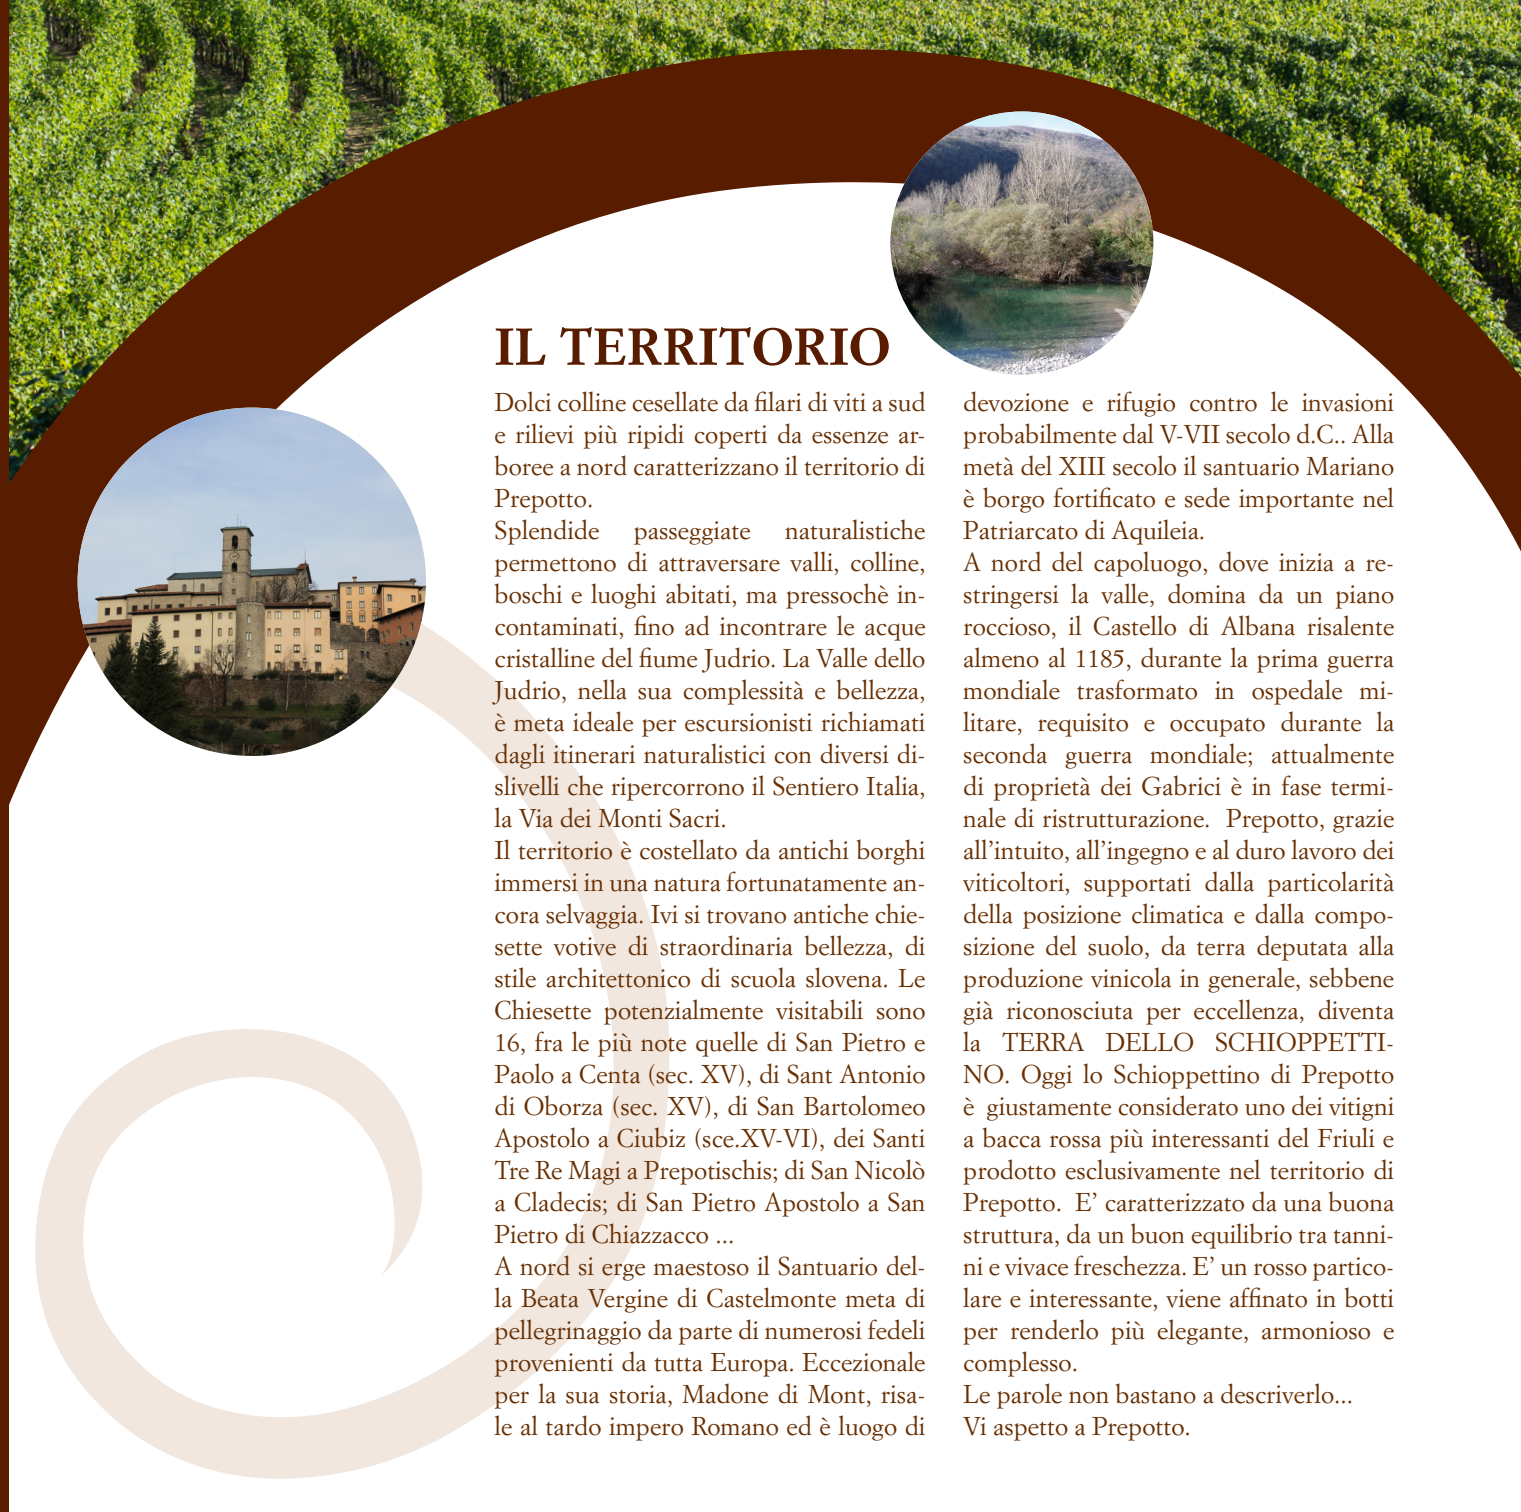 IL TERRITORIO
Dolci colline cesellate da filari di viti a sud
e rilievi più ripidi coperti da essenze ar-
boree a nord caratterizzano il territorio di
Prepotto.
Splendide passeggiate naturalistiche
permettono di attraversare valli, colline,
boschi e luoghi abitati, ma pressochè in-
contaminati, fino ad incontrare le acque
cristalline del fiume Judrio. La Valle dello
Judrio, nella sua complessità e bellezza,
è meta ideale per escursionisti richiamati
dagli itinerari naturalistici con diversi di-
slivelli che ripercorrono il Sentiero Italia,
la Via dei Monti Sacri.
Il territorio è costellato da antichi borghi
immersi in una natura fortunatamente an-
cora selvaggia. Ivi si trovano antiche chie-
sette votive di straordinaria bellezza, di
stile architettonico di scuola slovena. Le
Chiesette potenzialmente visitabili sono
16, fra le più note quelle di San Pietro e
Paolo a Centa (sec. XV), di Sant Antonio
di Oborza (sec. XV), di San Bartolomeo
Apostolo a Ciubiz (sce.XV-VI), dei Santi
Tre Re Magi a Prepotischis; di San Nicolò
a Cladecis; di San Pietro Apostolo a San
Pietro di Chiazzacco ...
A nord si erge maestoso il Santuario del-
la Beata Vergine di Castelmonte meta di
pellegrinaggio da parte di numerosi fedeli
provenienti da tutta Europa. Eccezionale
per la sua storia, Madone di Mont, risa-
le al tardo impero Romano ed è luogo di
devozione e rifugio contro le invasioni
probabilmente dal V-VII secolo d.C.. Alla
metà del XIII secolo il santuario Mariano
è borgo fortificato e sede importante nel
Patriarcato di Aquileia.
A nord del capoluogo, dove inizia a re-
stringersi la valle, domina da un piano
roccioso, il Castello di Albana risalente
almeno al 1185, durante la prima guerra
mondiale trasformato in ospedale mi-
litare, requisito e occupato durante la
seconda guerra mondiale; attualmente
di proprietà dei Gabrici è in fase termi-
nale di ristrutturazione. Prepotto, grazie
all'intuito, all'ingegno e al duro lavoro dei
viticoltori, supportati dalla particolarità
della posizione climatica e dalla compo-
sizione del suolo, da terra deputata alla
produzione vinicola in generale, sebbene
già riconosciuta per eccellenza, diventa
la TERRA DELLO SCHIOPPETTI-
NO. Oggi lo Schioppettino di Prepotto
è giustamente considerato uno dei vitigni
a bacca rossa più interessanti del Friuli e
prodotto esclusivamente nel territorio di
Prepotto. E' caratterizzato da una buona
struttura, da un buon equilibrio tra tanni-
ni e vivace freschezza. E' un rosso partico-
lare e interessante, viene affinato in botti
per renderlo più elegante, armonioso e
complesso.
Le parole non bastano a descriverlo...
Vi aspetto a Prepotto.